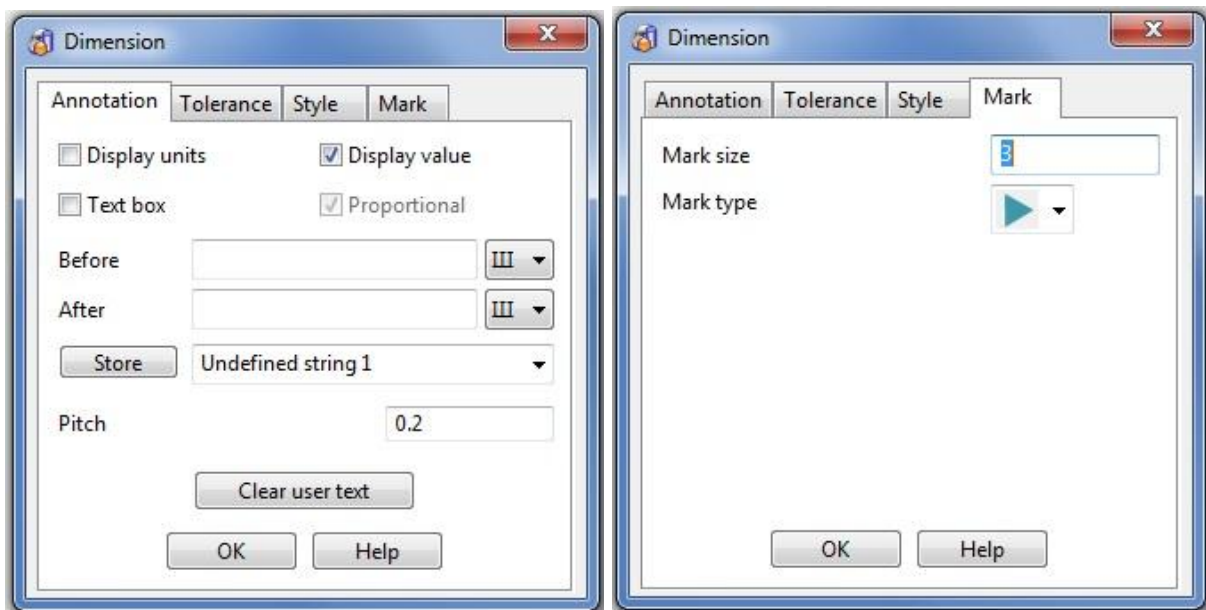 Dimension
Annotation Tolerance Style Mark
Display units Display value
Text box Proportional
Before Ш
After Ш
Store Undefined string 1
Pitch 0.2
Clear user text
OK Help
Dimension
Annotation Tolerance Style Mark
Mark size 3
Mark type
OK Help